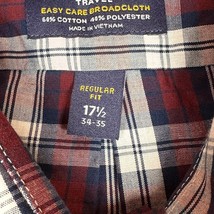 TRAVEL
EASY CARE BROADCLOTH
60% COTTON 40% POLYESTER
MADE IN VIETNAM
REGULAR
FIT
17½
34-35